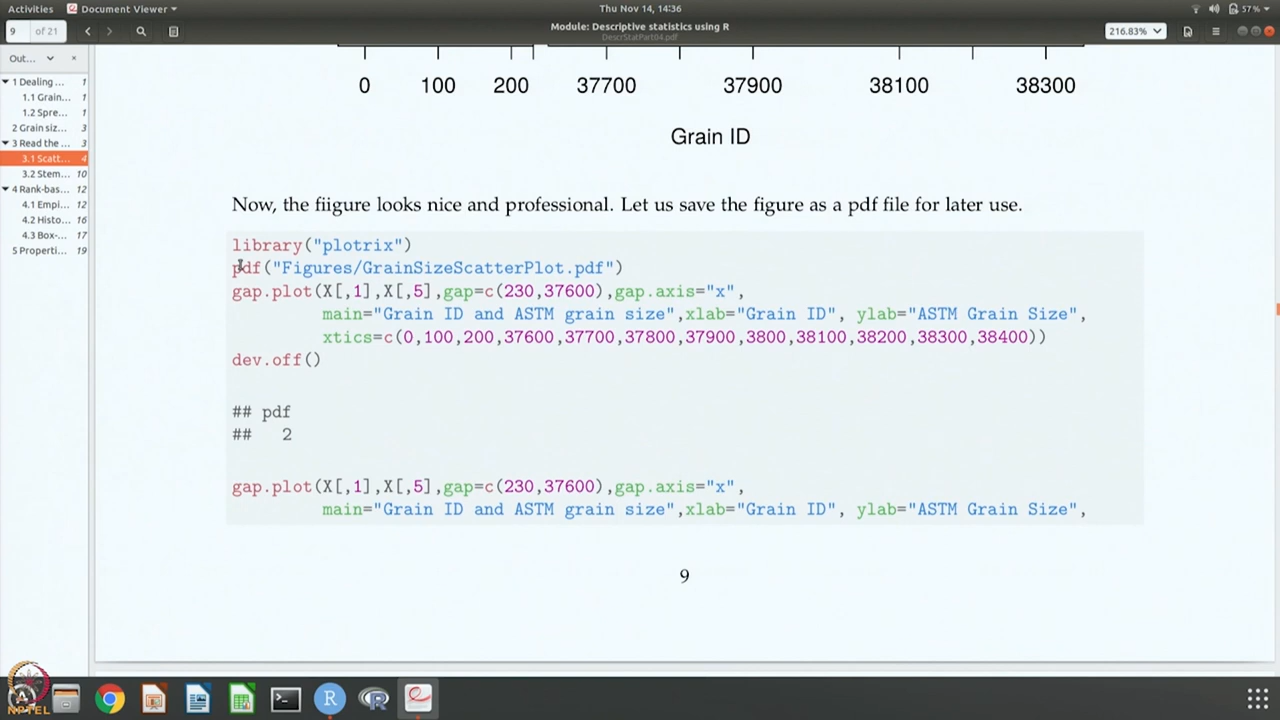 Activities
Document Viewer
Thu Nov 14, 14:36
57 %
9
of 21
Module: Descriptive statistics using R
DescrStatPart04.pdf
216.83%
Out...
1 Dealing ... 1
1.1 Grain... 1
1.2 Spre... 1
2 Grain siz... 3
3 Read the ... 3
3.1 Scatt... 4
3.2 Stem... 10
4 Rank-bas... 12
4.1 Empi... 12
4.2 Histo... 16
4.3 Box-... 17
5 Properti... 19
0 100 200 37700 37900 38100 38300
Grain ID
Now, the fiigure looks nice and professional. Let us save the figure as a pdf file for later use.
library("plotrix")
pdf("Figures/GrainSizeScatterPlot.pdf")
gap.plot(X[,1],X[,5],gap=c(230,37600),gap.axis="x",
main="Grain ID and ASTM grain size",xlab="Grain ID", ylab="ASTM Grain Size",
xtics=c(0,100,200,37600,37700,37800,37900,3800,38100,38200,38300,38400))
dev.off()
## pdf
## 2
gap.plot(X[,1],X[,5],gap=c(230,37600),gap.axis="x",
main="Grain ID and ASTM grain size",xlab="Grain ID", ylab="ASTM Grain Size",
9
NPTEL